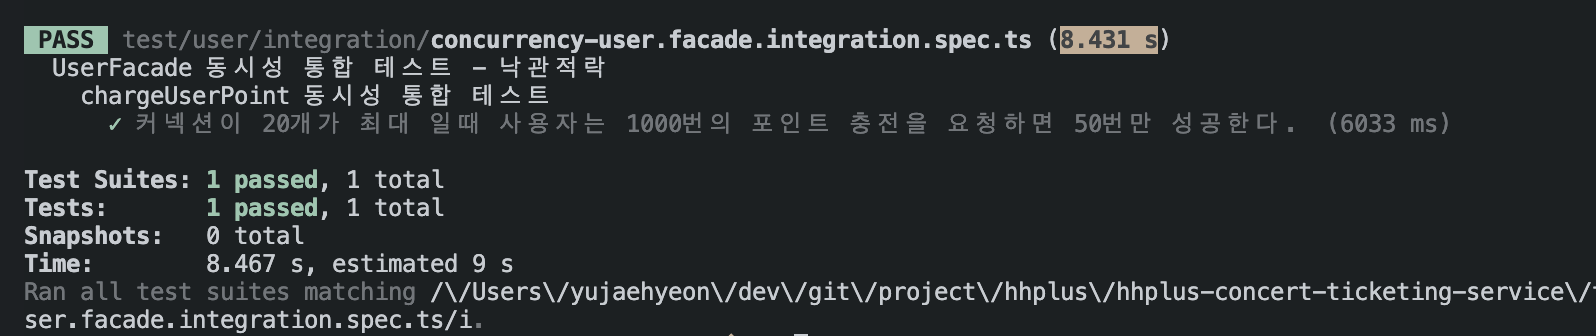 PASS test/user/integration/concurrency-user.facade.integration.spec.ts (8.431 s)
UserFacade 동시성 통합 테스트 - 낙관적락
chargeUserPoint 동시성 통합 테스트
✓ 커넥션이 20개가 최대 일때 사용자는 1000번의 포인트 충전을 요청하면 50번만 성공한다. (6033 ms)
Test Suites: 1 passed, 1 total
Tests: 1 passed, 1 total
Snapshots: 0 total
Time: 8.467 s, estimated 9 s
Ran all test suites matching /\/Users\/yujaehyeon\/dev\/git\/project\/hhplus\/hhplus-concert-ticketing-service\/
ser.facade.integration.spec.ts/i.